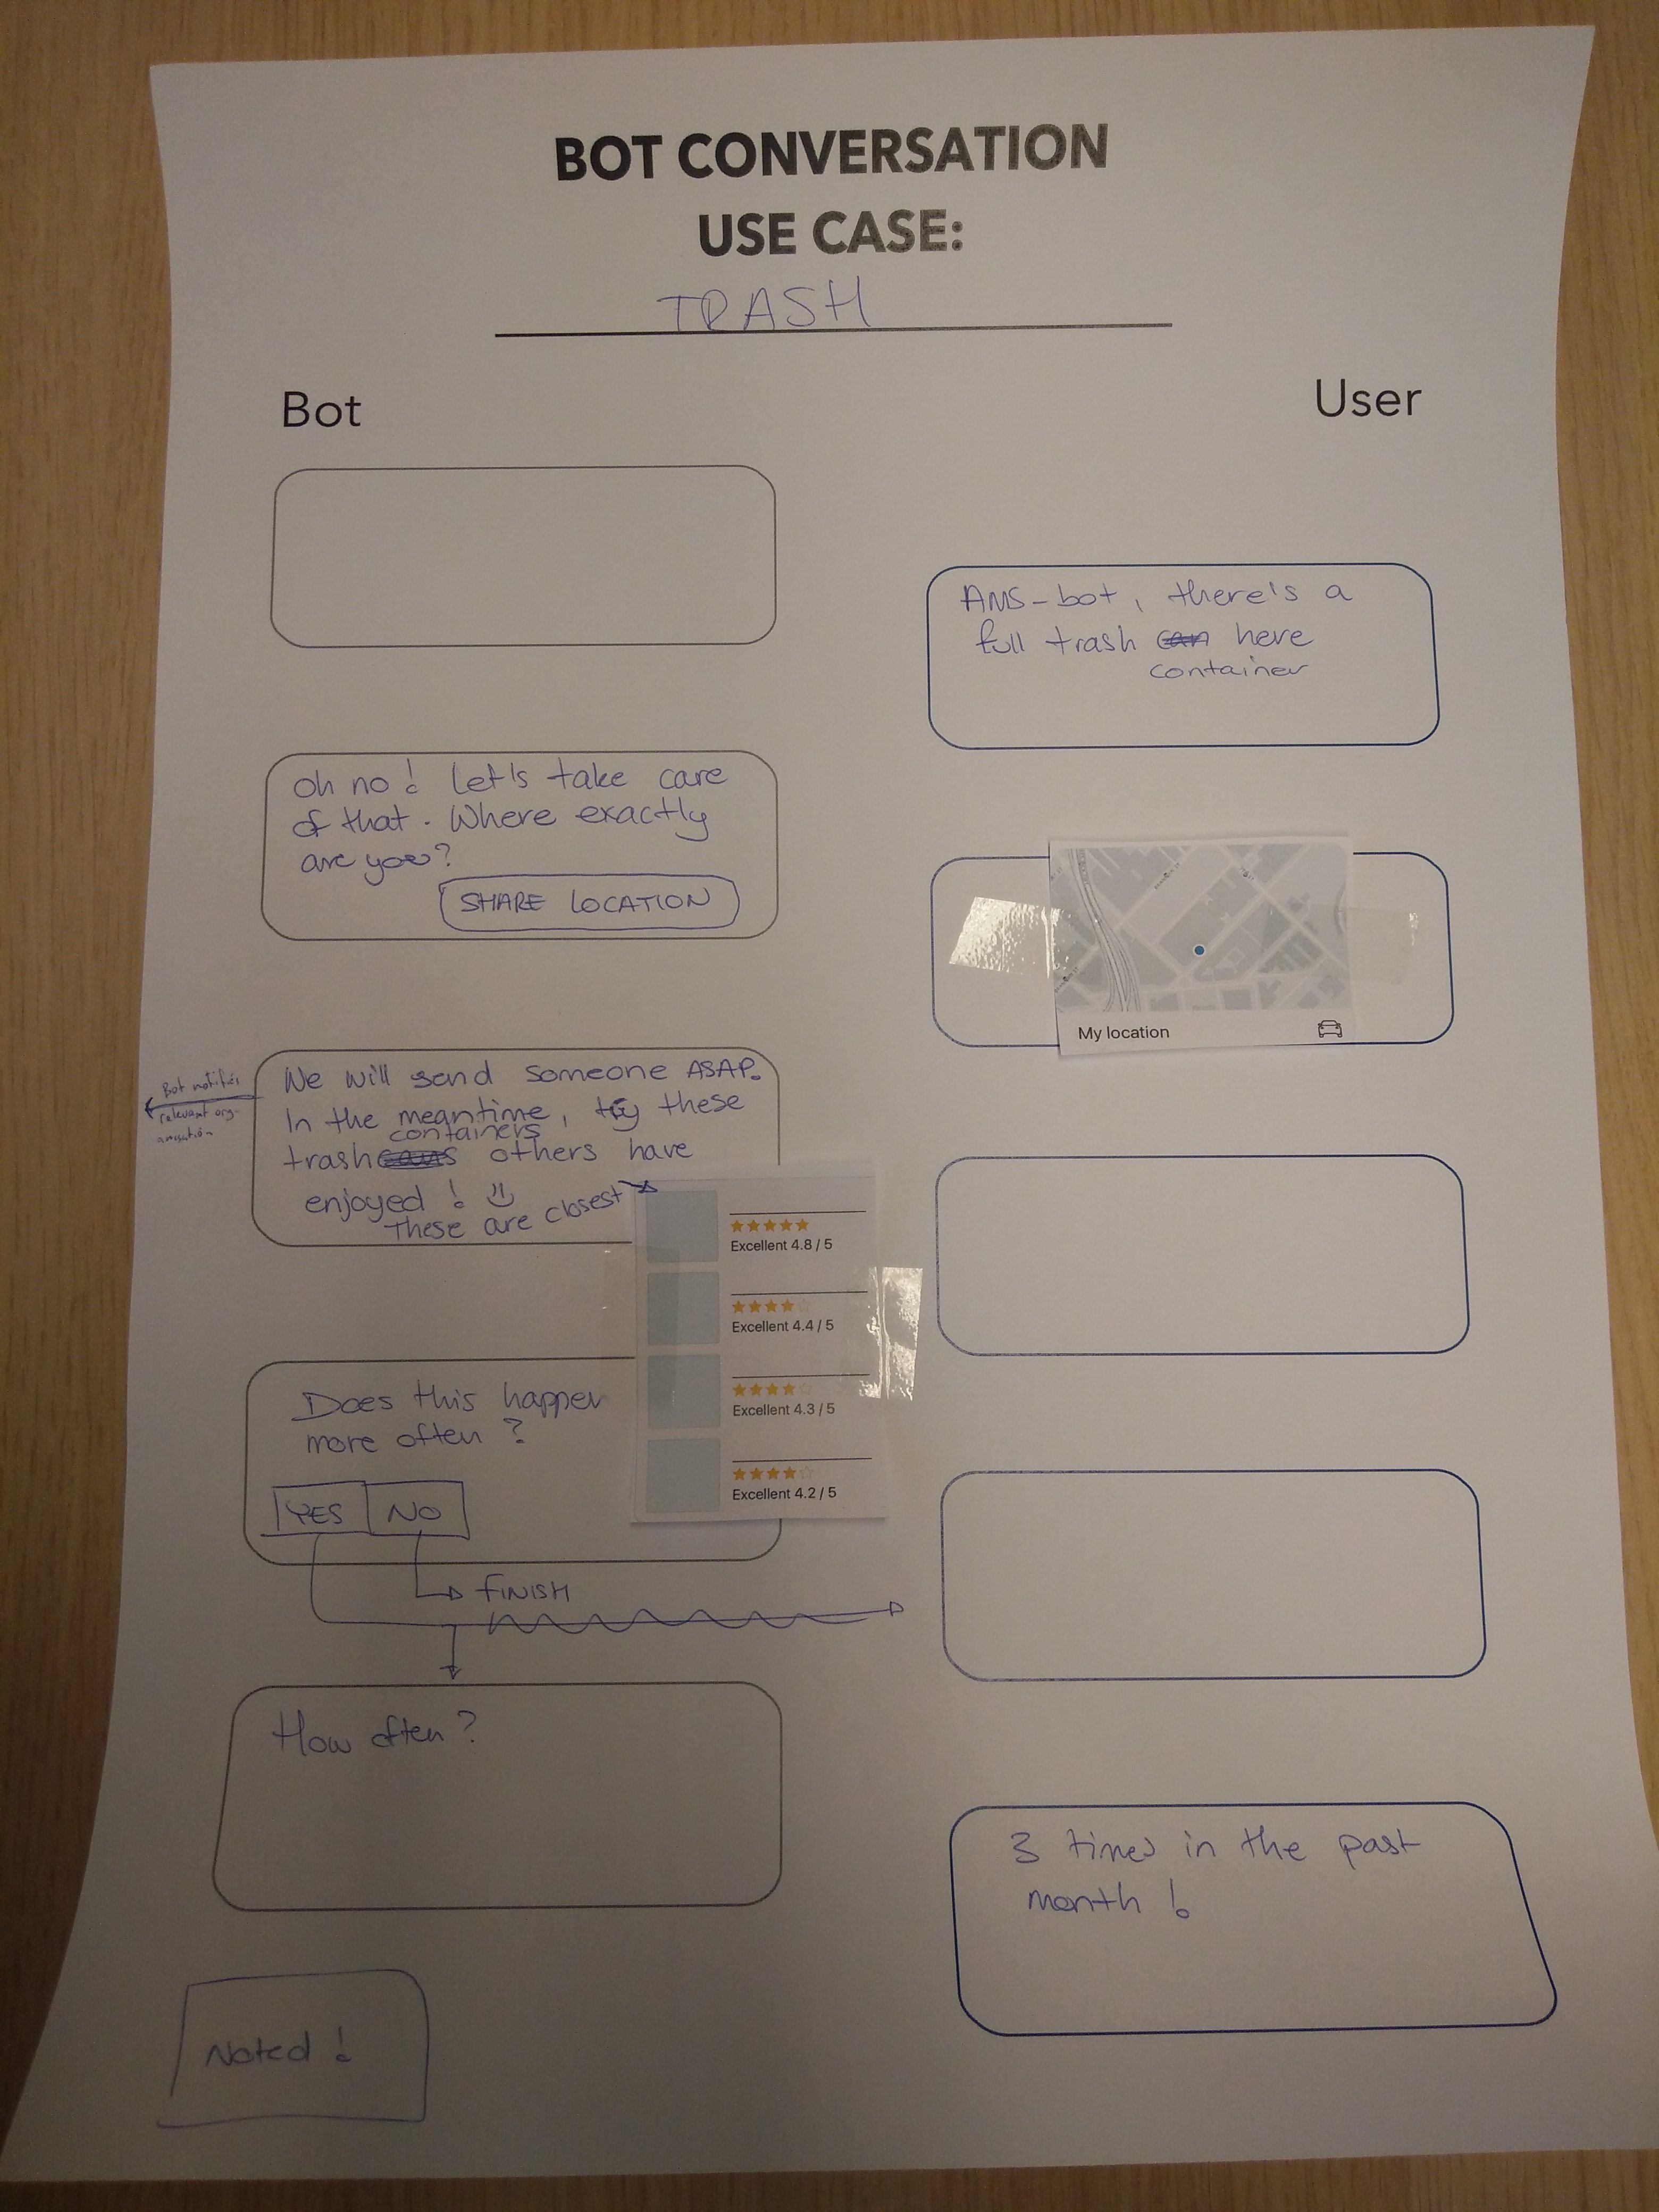 BOT CONVERSATION
USE CASE:
TRASH
Bot
User
AMS-bot, there's a
full trash can here
container
Oh no! Let's take care
of that. Where exactly
are you?
SHARE LOCATION
My location
We will send someone ASAP.
In the meantime, try these
containers
trash cans others have
enjoyed!
These are closest
Bot notifies
relevant org-
anisation
Excellent 4.8 / 5
Excellent 4.4 / 5
Excellent 4.3 / 5
Excellent 4.2 / 5
Does this happen
more often?
YES
NO
FINISH
How often?
3 times in the past
month!
Noted!